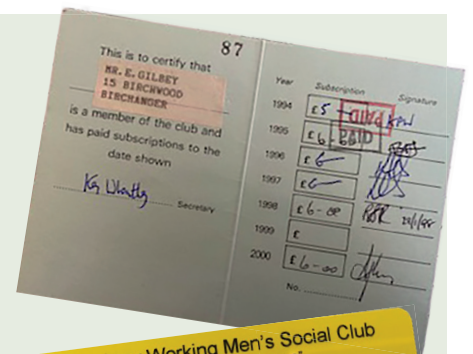 87
This is to certify that
MR. E. GILBEY
15 BIRCHWOOD
BIRCHANGER
is a member of the club and
has paid subscriptions to the
date shown
Secretary
Year Subscription Signature
1994 £5 PAID
1995 £6 PAID
1996 £6
1997 £6
1998 £6-00
1999 £
2000 £6-00
No.
Working Men's Social Club